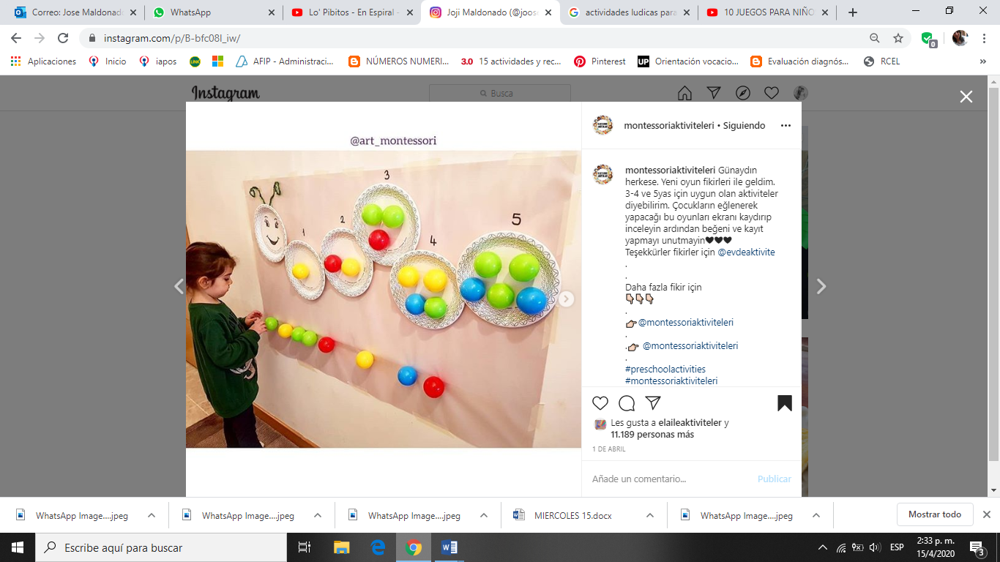 Correo: Jose Maldonado
WhatsApp
Lo' Pibitos - En Espiral -
Joji Maldonado (@joose
actividades ludicas para
10 JUEGOS PARA NIÑO
instagram.com/p/B-bfc08l_iw/
Aplicaciones
Inicio
iapos
LINK
AFIP - Administraci...
NÚMEROS NUMERI...
3.0 15 actividades y rec...
Pinterest
UP Orientación vocacio...
Evaluación diagnós...
RCEL
»
Instagram
Busca
@art_montessori
1
2
3
4
5
montessoriaktiviteleri • Siguiendo
montessoriaktiviteleri Günaydın
herkese. Yeni oyun fikirleri ile geldim.
3-4 ve 5yas için uygun olan aktiviteler
diyebilirim. Çocukların eğlenerek
yapacağı bu oyunları ekranı kaydırıp
inceleyin ardından beğeni ve kayıt
yapmayı unutmayin🖤🖤🖤
Teşekkürler fikirler için @evdeaktivite
.
.
Daha fazla fikir için
👇🏻👇🏻👇🏻
.
👉🏻@montessoriaktiviteleri
.
.👉🏻 @montessoriaktiviteleri
.
#preschoolactivities
#montessoriaktiviteleri
Les gusta a elaileaktiviteler y
11.189 personas más
1 DE ABRIL
Añade un comentario...
Publicar
WhatsApp Image....jpeg
WhatsApp Image....jpeg
WhatsApp Image....jpeg
MIERCOLES 15.docx
WhatsApp Image....jpeg
Mostrar todo
Escribe aquí para buscar
ESP
2:33 p. m.
15/4/2020
3